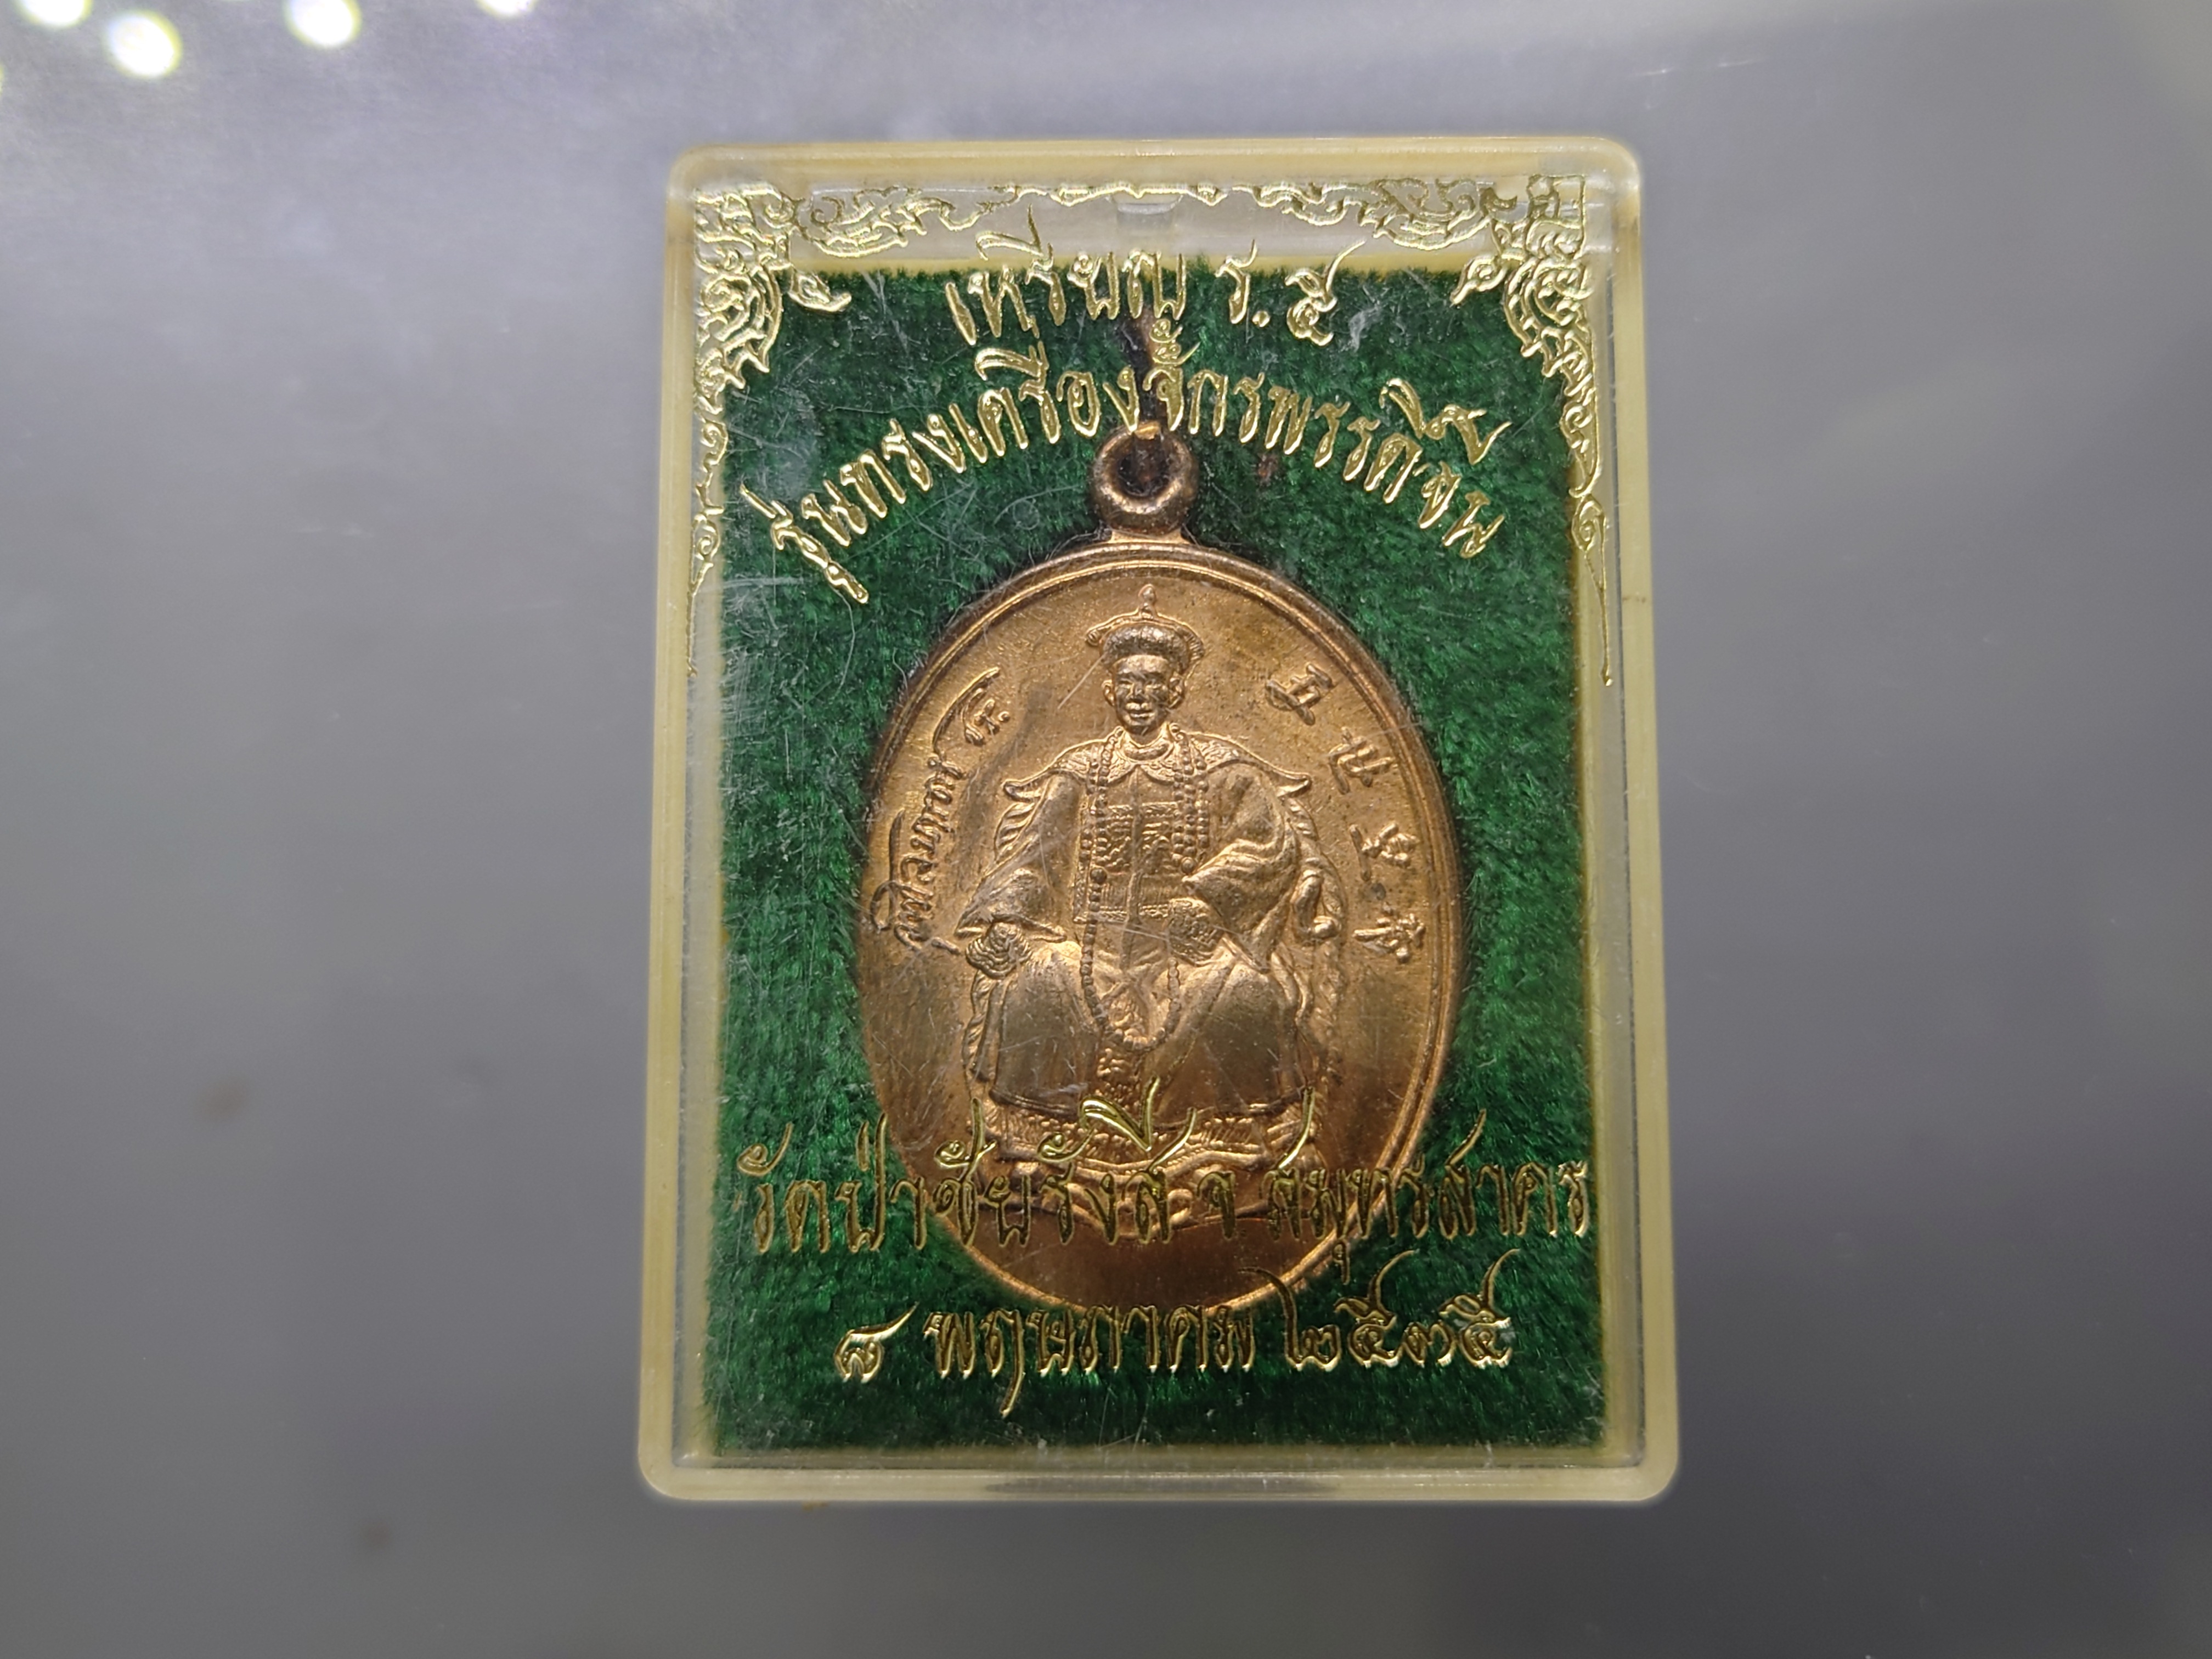 เหรียญ ร.๕
รุ่นทรงเครื่องจักรพรรดิ์จีน
วัดป่าชัยรังสี จ สมุทรสาคร
๘ พฤษภาคม ๒๕๓๕